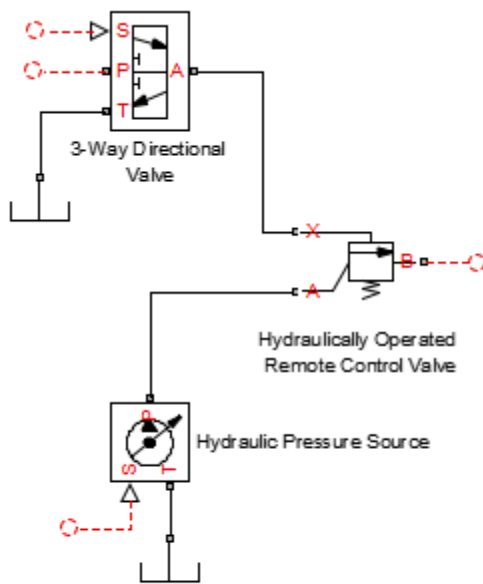 S
P
A
T
3-Way Directional
Valve
X
B
A
Hydraulically Operated
Remote Control Valve
P
Hydraulic Pressure Source
S
T